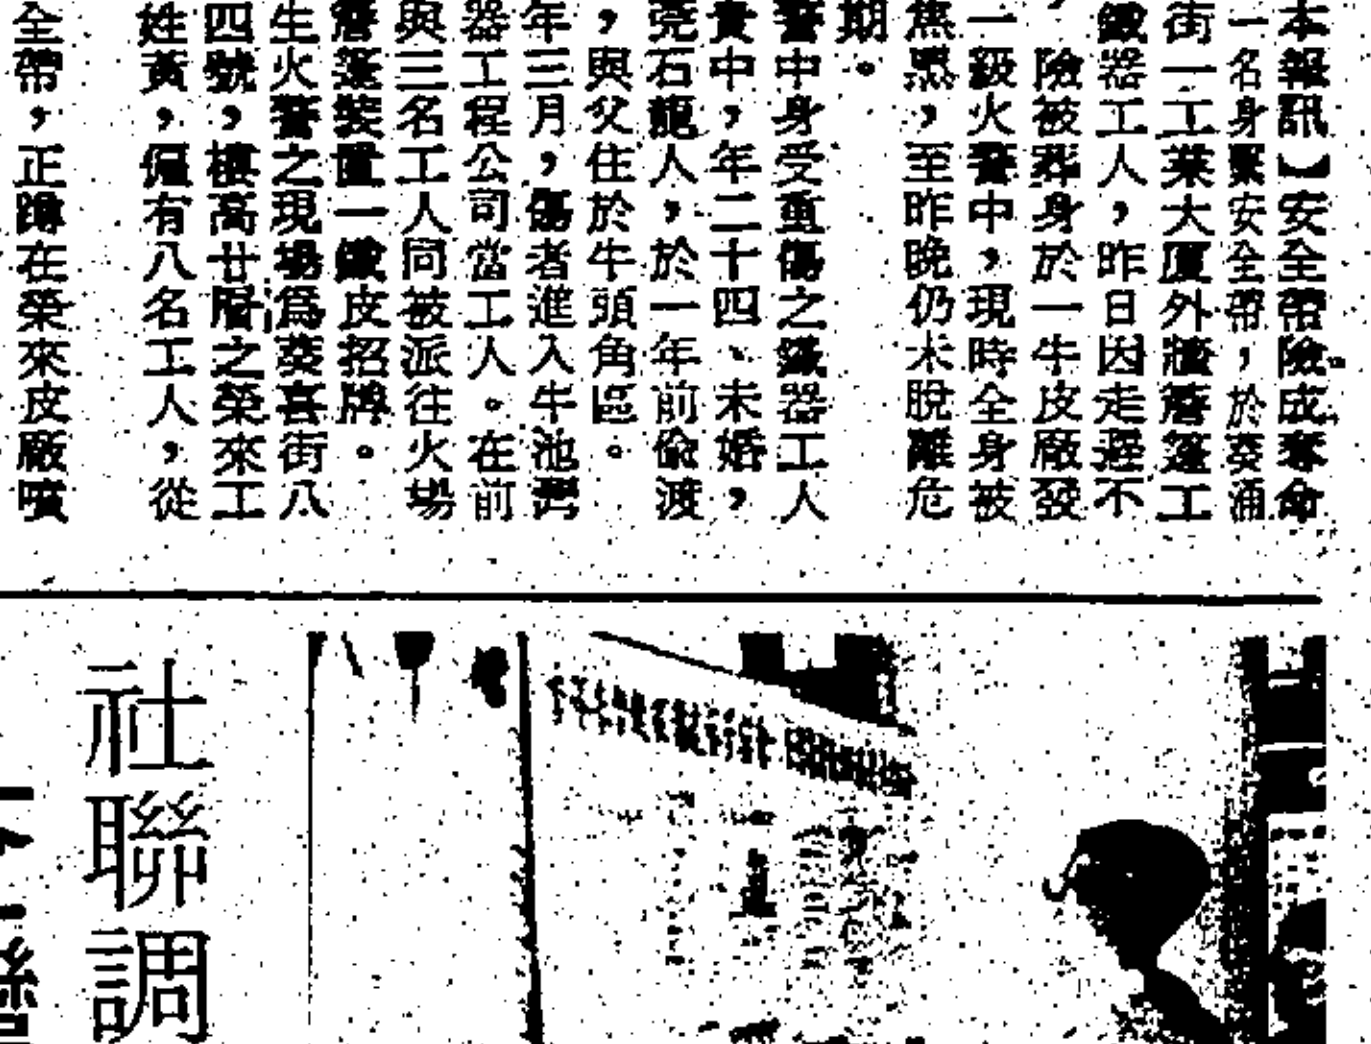 本報訊】安全帶險成奪命
一名身繫安全帶，於葵涌
街一工業大厦外牆簷篷工
鐵器工人，昨日因走避不
，險被葬身於一牛皮廠發
一級火警中，現時全身被
焦黑，至昨晚仍未脫離危
期。
警中身受重傷之鐵器工人
貴中，年二十四、未婚，
莞石龍人，於一年前偷渡
，與父住於牛頭角區。
年三月，傷者進入牛池灣
器工程公司當工人。在前
與三名工人同被派往火場
簷篷裝置一鐵皮招牌。
生火警之現場爲葵喜街八
四號，樓高廿層之榮來工
姓黃，僱有八名工人，從
全帶，正蹲在榮來皮廠噴
社聯調